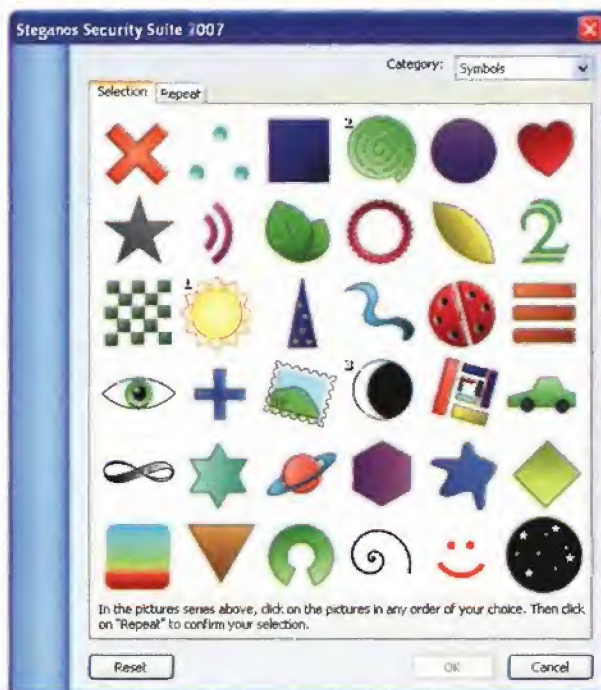 Steganos Security Suite 7007
Category: Symbols
Selection Repeat
2
2
1
3
In the pictures series above, click on the pictures in any order of your choice. Then click
on "Repeat" to confirm your selection.
Reset OK Cancel